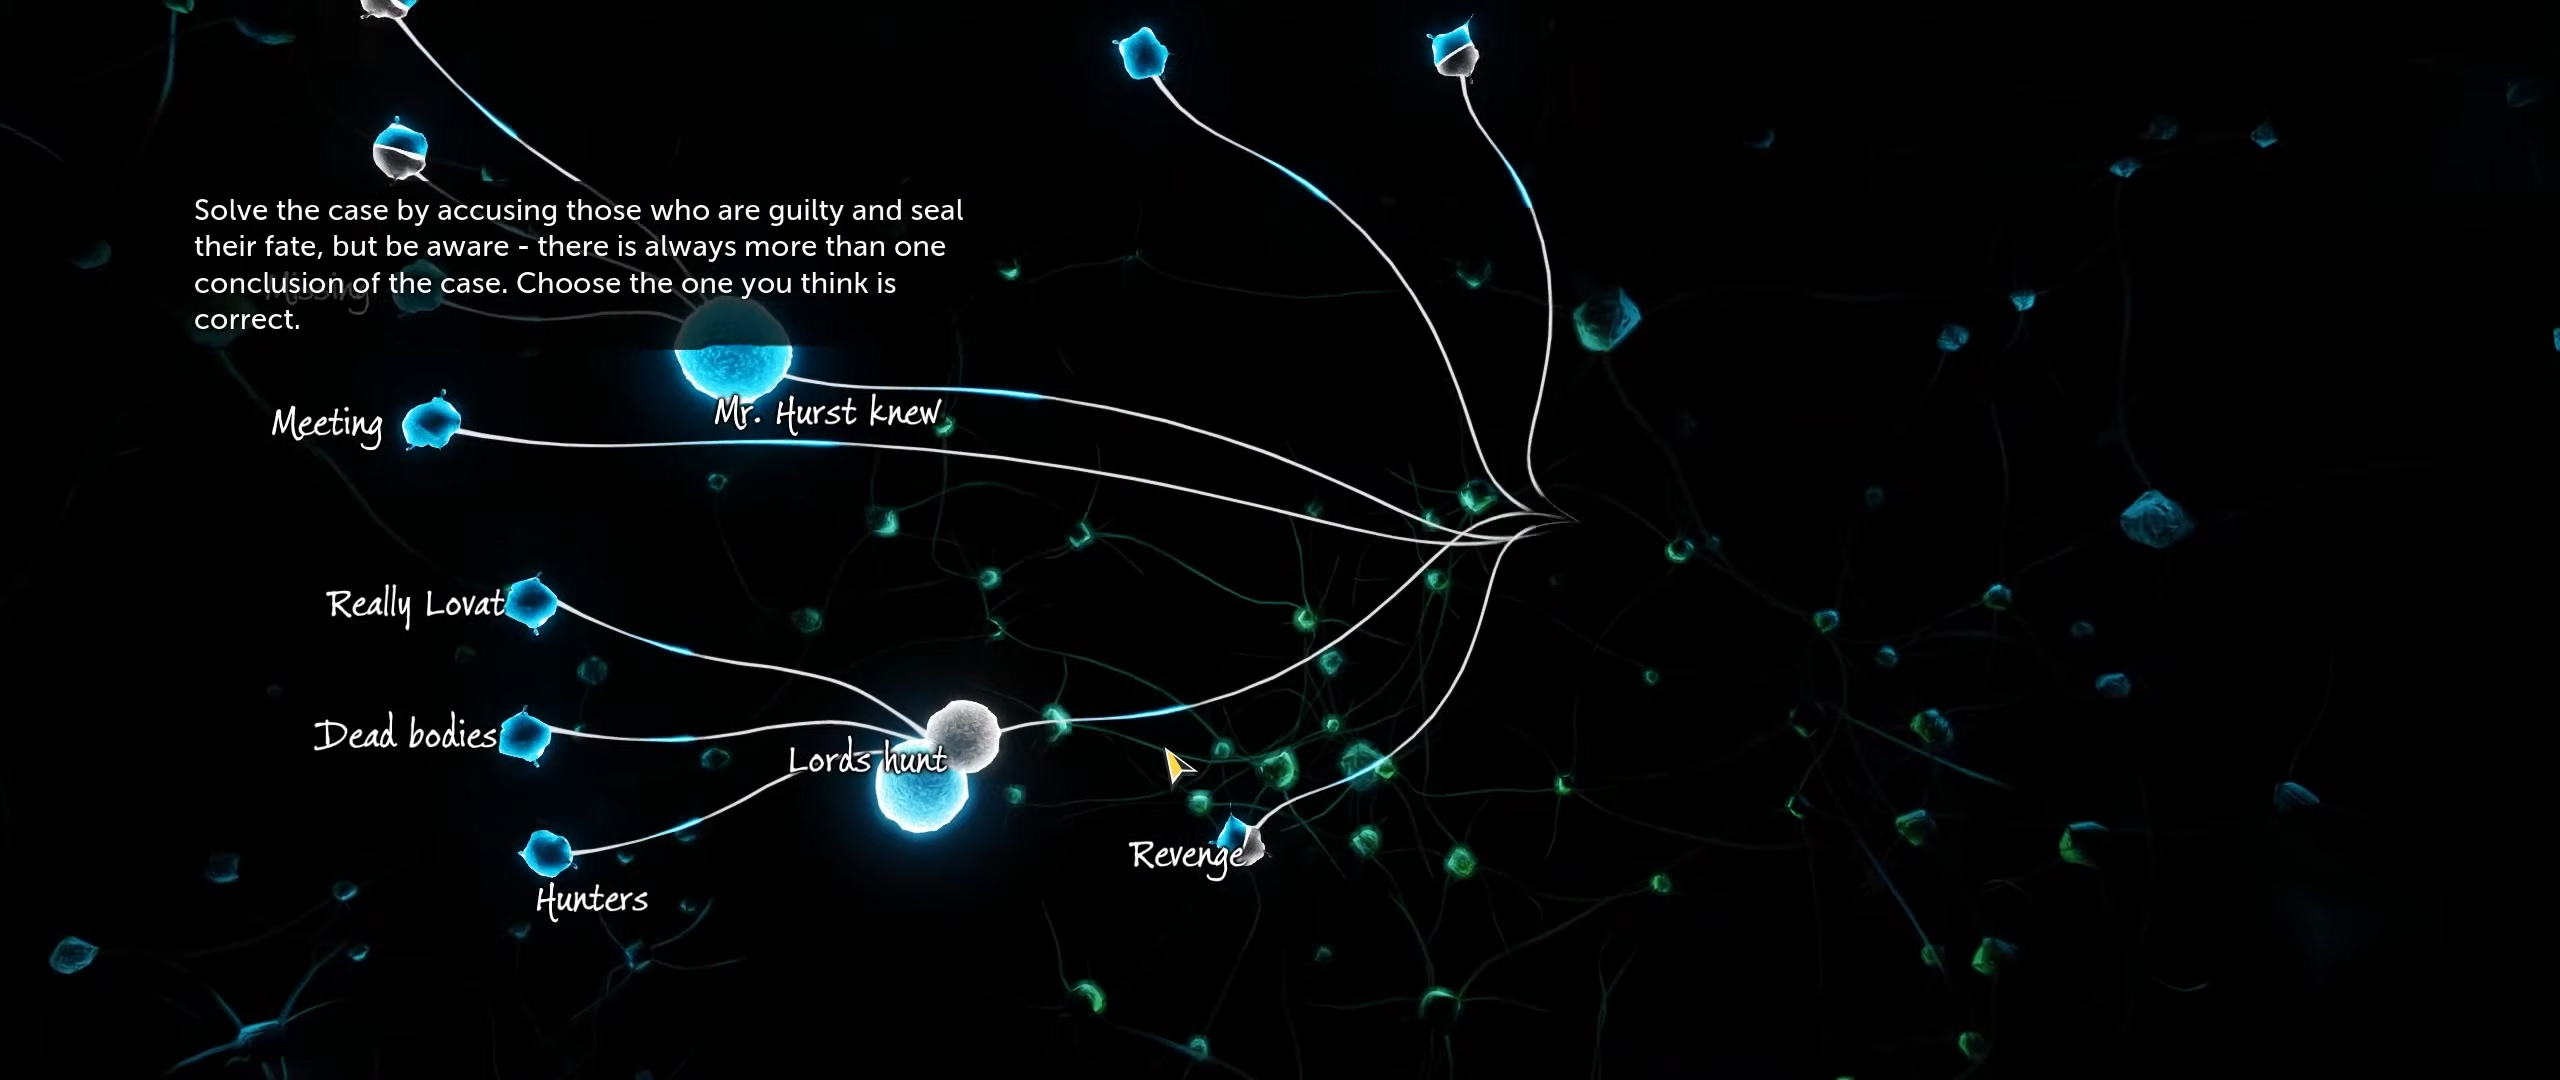 Solve the case by accusing those who are guilty and seal
their fate, but be aware - there is always more than one
conclusion of the case. Choose the one you think is
correct.
Missing
Mr. Hurst knew
Meeting
Really Lovat
Dead bodies
Lords hunt
Revenge
Hunters